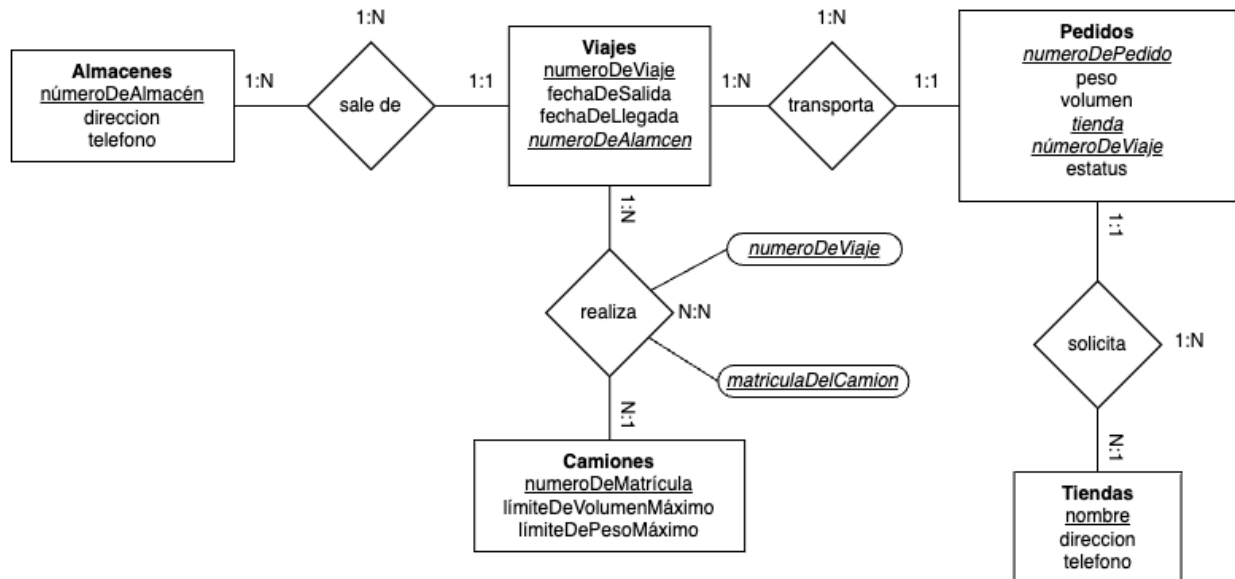 1:N
1:N
Almacenes
númeroDeAlmacén
direccion
telefono
1:N
sale de
1:1
Viajes
numeroDeViaje
fechaDeSalida
fechaDeLlegada
numeroDeAlamcen
1:N
transporta
1:1
Pedidos
numeroDePedido
peso
volumen
tienda
númeroDeViaje
estatus
1:N
numeroDeViaje
realiza
N:N
matriculaDelCamion
N:1
Camiones
numeroDeMatrícula
límiteDeVolumenMáximo
límiteDePesoMáximo
1:1
solicita
1:N
N:1
Tiendas
nombre
direccion
telefono